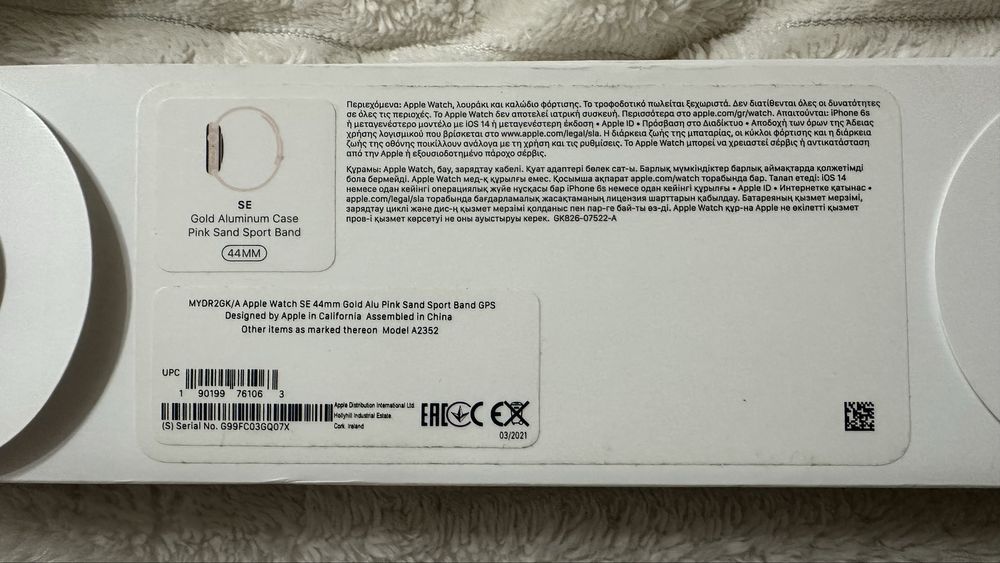 SE
Gold Aluminum Case
Pink Sand Sport Band
44MM
Περιεχόμενα: Apple Watch, λουράκι και καλώδιο φόρτισης. Το τροφοδοτικό πωλείται ξεχωριστά. Δεν διατίθενται όλες οι δυνατότητες
σε όλες τις περιοχές. Το Apple Watch δεν αποτελεί ιατρική συσκευή. Περισσότερα στο apple.com/gr/watch. Απαιτούνται: iPhone 6s
ή μεταγενέστερο μοντέλο με iOS 14 ή μεταγενέστερη έκδοση • Apple ID • Πρόσβαση στο Διαδίκτυο • Αποδοχή των όρων της Άδειας
χρήσης λογισμικού που βρίσκεται στο www.apple.com/legal/sla. Η διάρκεια ζωής της μπαταρίας, οι κύκλοι φόρτισης και η διάρκεια
ζωής της οθόνης ποικίλλουν ανάλογα με τη χρήση και τις ρυθμίσεις. Το Apple Watch μπορεί να χρειαστεί σέρβις ή αντικατάσταση
από την Apple ή εξουσιοδοτημένο πάροχο σέρβις.
Құрамы: Apple Watch, бау, зарядтау кабелі. Қуат адаптері бөлек сат-ы. Барлық мүмкіндіктер барлық аймақтарда қолжетімді
бола бермейді. Apple Watch мед-қ құрылғы емес. Қосымша ақпарат apple.com/watch торабында бар. Талап етеді: iOS 14
немесе одан кейінгі операциялық жүйе нұсқасы бар iPhone 6s немесе одан кейінгі құрылғы • Apple ID • Интернетке қатынас •
apple.com/legal/sla торабында бағдарламалық жасақтаманың лицензия шарттарын қабылдау. Батареяның қызмет мерзімі,
зарядтау циклі және дис-ң қызмет мерзімі қолданыс пен пар-ге бай-ты өз-ді. Apple Watch құр-на Apple не өкілетті қызмет
пров-і қызмет көрсетуі не оны ауыстыруы керек. GK826-07522-A
MYDR2GK/A Apple Watch SE 44mm Gold Alu Pink Sand Sport Band GPS
Designed by Apple in California Assembled in China
Other items as marked thereon Model A2352
UPC
1 90199 76106 3
(S) Serial No. G99FC03GQ07X
Apple Distribution International Ltd.
Hollyhill Industrial Estate,
Cork, Ireland
EAC CE
03/2021